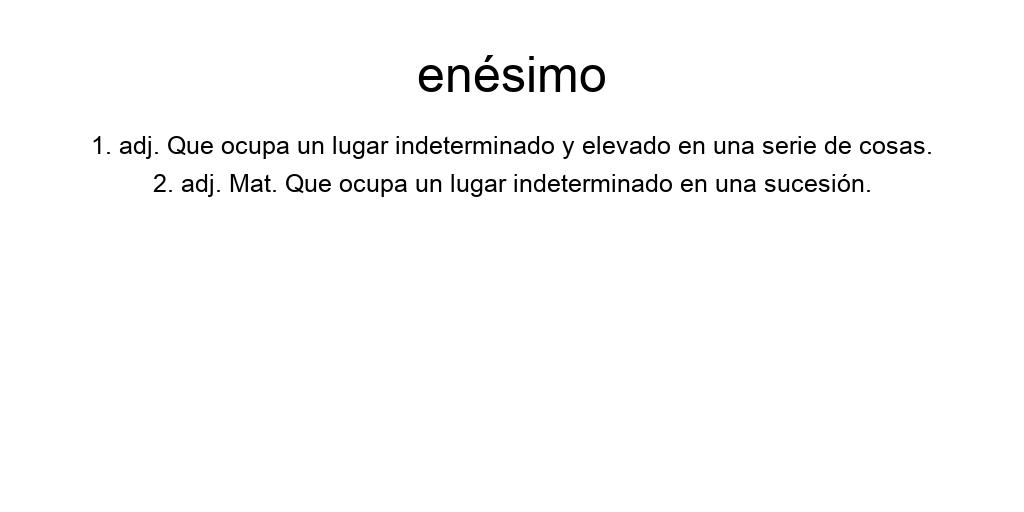 enésimo
1. adj. Que ocupa un lugar indeterminado y elevado en una serie de cosas.
2. adj. Mat. Que ocupa un lugar indeterminado en una sucesión.